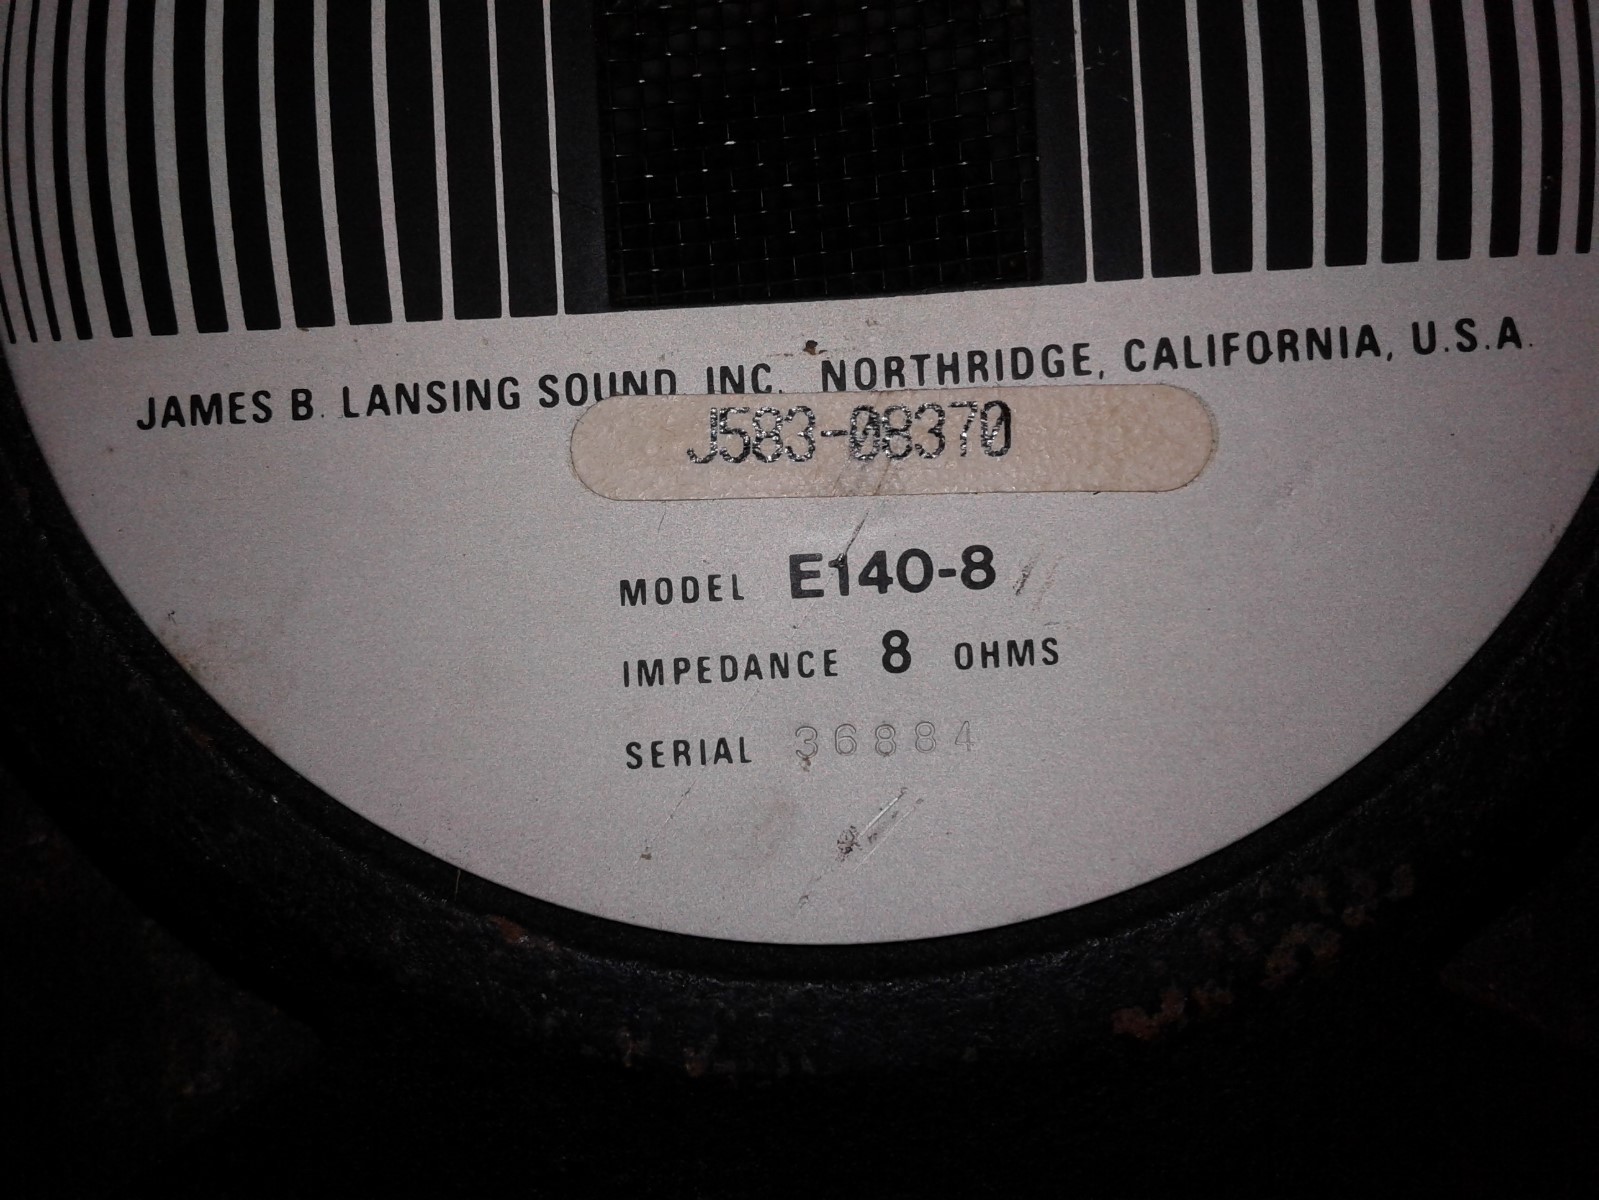 JAMES B. LANSING SOUND INC. NORTHRIDGE, CALIFORNIA, U.S.A.
J583-08370
MODEL E140-8
IMPEDANCE 8 OHMS
SERIAL 36884